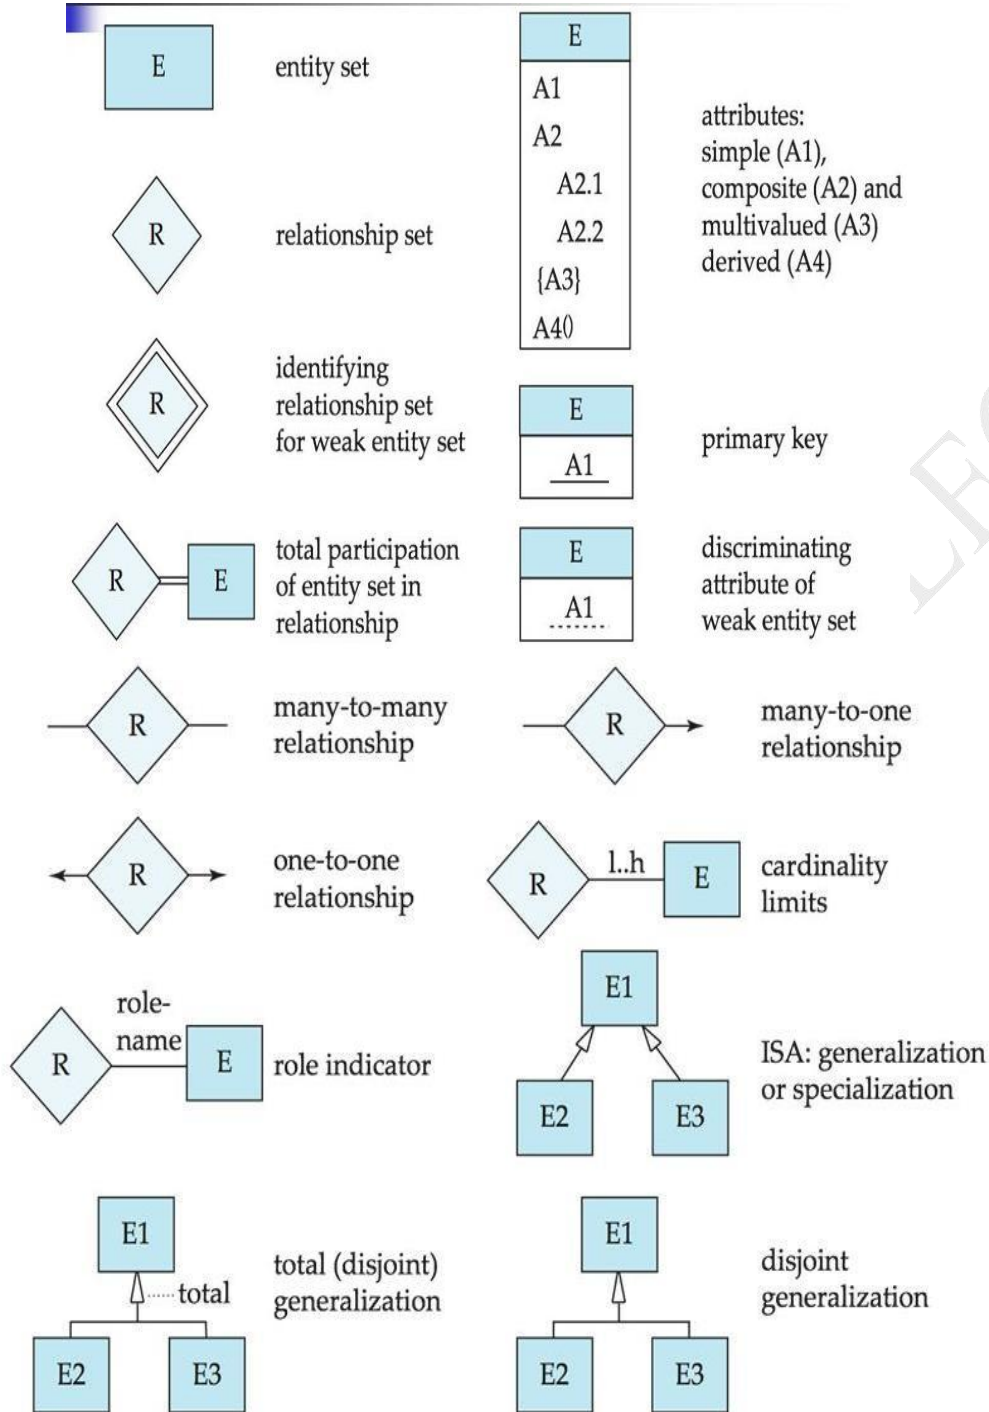 E
entity set
E
A1
A2
A2.1
A2.2
{A3}
A4()
attributes:
simple (A1),
composite (A2) and
multivalued (A3)
derived (A4)
R
relationship set
R
identifying
relationship set
for weak entity set
E
A1
primary key
R
E
total participation
of entity set in
relationship
E
A1
discriminating
attribute of
weak entity set
R
many-to-many
relationship
R
many-to-one
relationship
R
one-to-one
relationship
R
l..h
E
cardinality
limits
R
role-
name
E
role indicator
E1
E2
E3
ISA: generalization
or specialization
E1
total
E2
E3
total (disjoint)
generalization
E1
E2
E3
disjoint
generalization